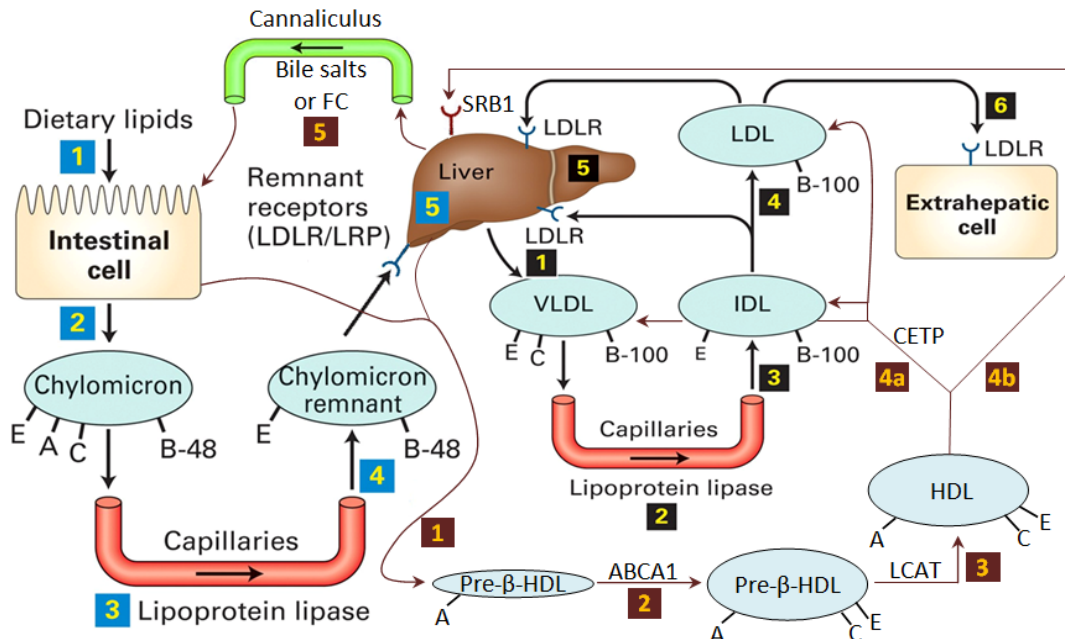 Cannaliculus
Bile salts
or FC
5
SRB1
Dietary lipids
1
LDLR
LDL
6
LDLR
B-100
Liver
5
5
4
Remnant
receptors
(LDLR/LRP)
Intestinal
cell
Extrahepatic
cell
LDLR
1
2
VLDL
E
C
B-100
IDL
E
B-100
CETP
4a
4b
3
Chylomicron
E
A
C
B-48
Chylomicron
remnant
E
B-48
4
Capillaries
Lipoprotein lipase
2
HDL
A
C
E
Capillaries
3
Lipoprotein lipase
1
Pre-β-HDL
A
ABCA1
2
Pre-β-HDL
A
C
E
LCAT
3